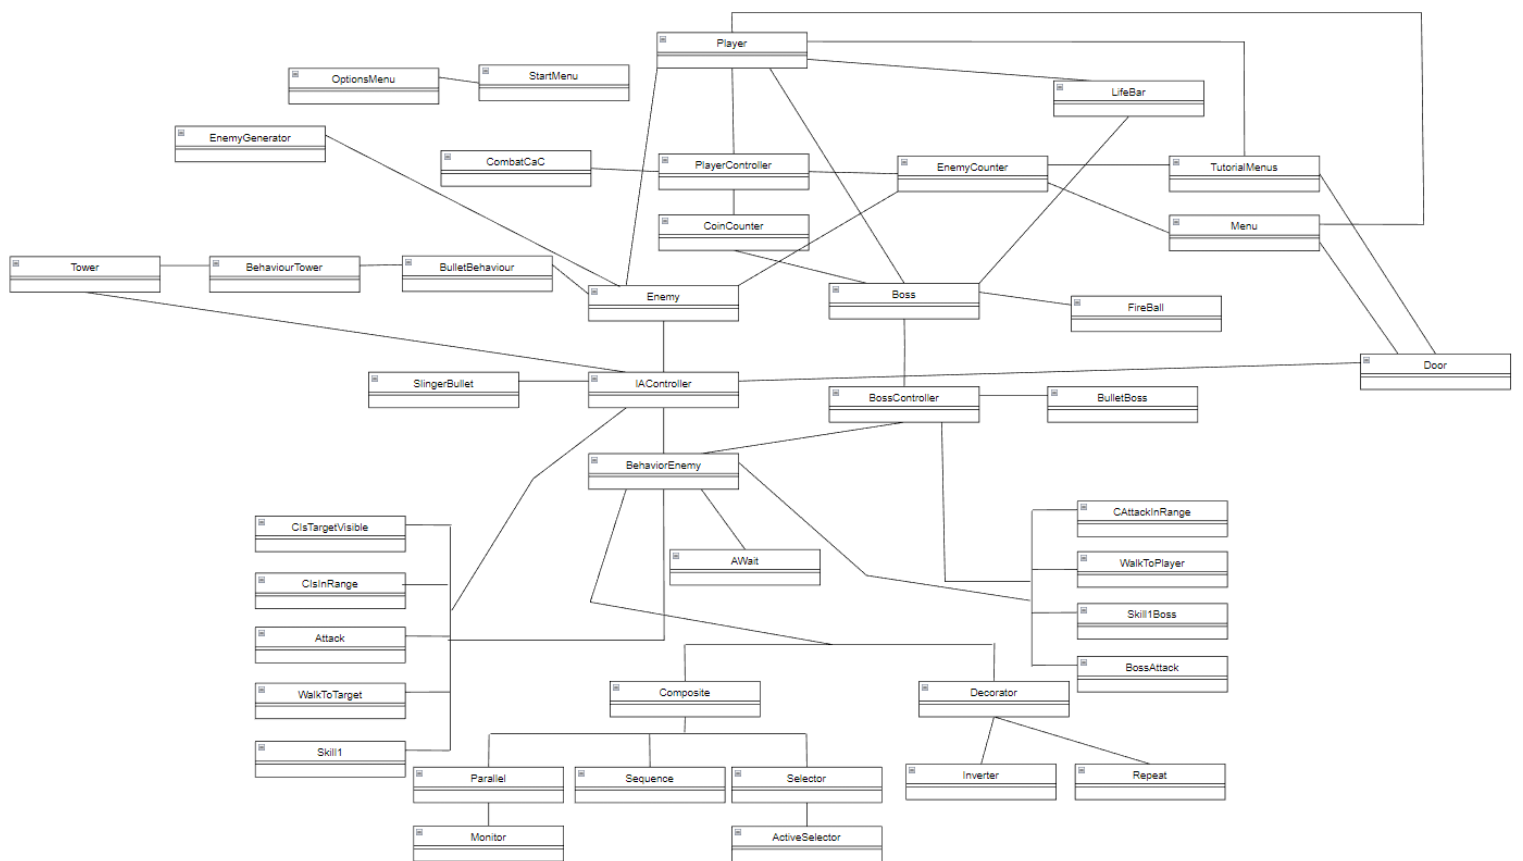 Player
OptionsMenu
StartMenu
LifeBar
EnemyGenerator
CombatCaC
PlayerController
EnemyCounter
TutorialMenus
CoinCounter
Menu
Tower
BehaviourTower
BulletBehaviour
Enemy
Boss
FireBall
Door
SlingerBullet
IAController
BossController
BulletBoss
BehaviorEnemy
CIsTargetVisible
CAttackInRange
AWait
WalkToPlayer
CIsInRange
Skill1Boss
Attack
BossAttack
WalkToTarget
Composite
Decorator
Skill1
Parallel
Sequence
Selector
Inverter
Repeat
Monitor
ActiveSelector